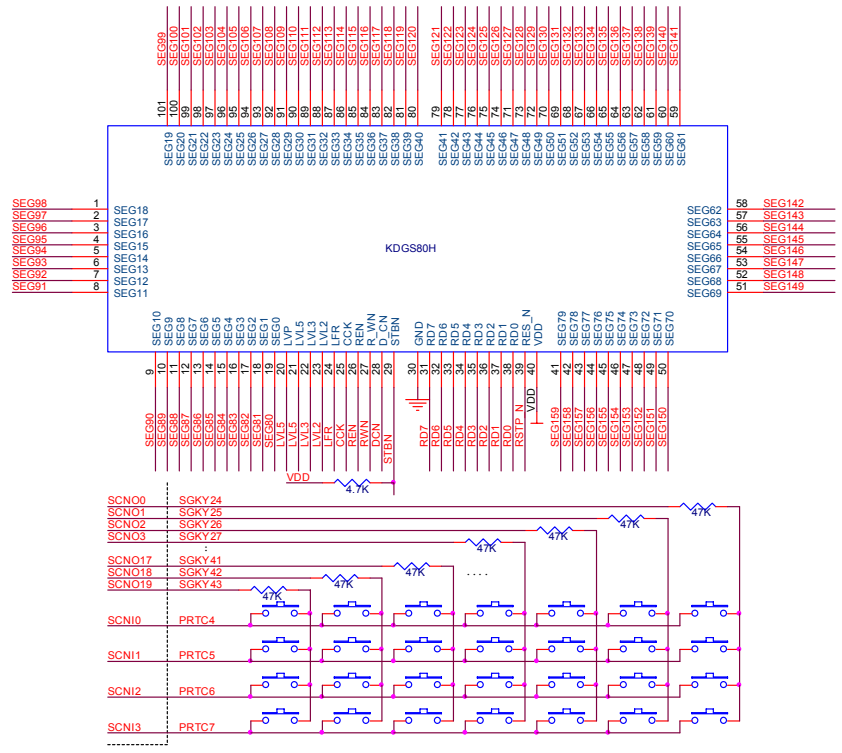 SEG99
SEG100
SEG101
SEG102
SEG103
SEG104
SEG105
SEG106
SEG107
SEG108
SEG109
SEG110
SEG111
SEG112
SEG113
SEG114
SEG115
SEG116
SEG117
SEG118
SEG119
SEG120
SEG121
SEG122
SEG123
SEG124
SEG125
SEG126
SEG127
SEG128
SEG129
SEG130
SEG131
SEG132
SEG133
SEG134
SEG135
SEG136
SEG137
SEG138
SEG139
SEG140
SEG141
101
100
99
98
97
96
95
94
93
92
91
90
89
88
87
86
85
84
83
82
81
80
79
78
77
76
75
74
71
73
72
70
69
68
67
66
65
64
63
62
61
60
59
SEG19
SEG20
SEG21
SEG22
SEG23
SEG24
SEG25
SEG26
SEG27
SEG28
SEG29
SEG30
SEG31
SEG32
SEG33
SEG34
SEG35
SEG36
SEG37
SEG38
SEG39
SEG40
SEG41
SEG42
SEG43
SEG44
SEG45
SEG46
SEG47
SEG48
SEG49
SEG50
SEG51
SEG52
SEG53
SEG54
SEG55
SEG56
SEG57
SEG58
SEG59
SEG60
SEG61
SEG98 1 SEG18
SEG97 2 SEG17
SEG96 3 SEG16
SEG95 4 SEG15
SEG94 5 SEG14
SEG93 6 SEG13
SEG92 7 SEG12
SEG91 8 SEG11
KDGS80H
SEG62 58 SEG142
SEG63 57 SEG143
SEG64 56 SEG144
SEG65 55 SEG145
SEG66 54 SEG146
SEG67 53 SEG147
SEG68 52 SEG148
SEG69 51 SEG149
SEG10
SEG9
SEG8
SEG7
SEG6
SEG5
SEG4
SEG3
SEG2
SEG1
SEG0
LVP
LVL5
LVL3
LVL2
LFR
CCK
REN
R_WN
D_CN
STBN
GND
RD7
RD6
RD5
RD4
RD3
RD2
RD1
RD0
RES_N
VDD
SEG79
SEG78
SEG77
SEG76
SEG75
SEG74
SEG73
SEG72
SEG71
SEG70
9
10
11
12
13
14
15
16
17
18
19
20
21
22
23
24
25
26
27
28
29
30
31
32
33
34
35
36
37
38
39
40
41
42
43
44
45
46
47
48
49
50
SEG90
SEG89
SEG88
SEG87
SEG86
SEG85
SEG84
SEG83
SEG82
SEG81
SEG80
LVL5
LVL5
LVL3
LVL2
LFR
CCK
REN
RWN
DCN
STBN
RD7
RD6
RD5
RD4
RD3
RD2
RD1
RD0
RSTP_N
VDD
SEG159
SEG158
SEG157
SEG156
SEG155
SEG154
SEG153
SEG152
SEG151
SEG150
VDD
4.7K
SCNO0 SGKY24
47K
SCNO1 SGKY25
47K
SCNO2 SGKY26
47K
SCNO3 SGKY27
47K
:
SCNO17 SGKY41
47K
....
SCNO18 SGKY42
47K
SCNO19 SGKY43
47K
SCNI0 PRTC4
SCNI1 PRTC5
SCNI2 PRTC6
SCNI3 PRTC7